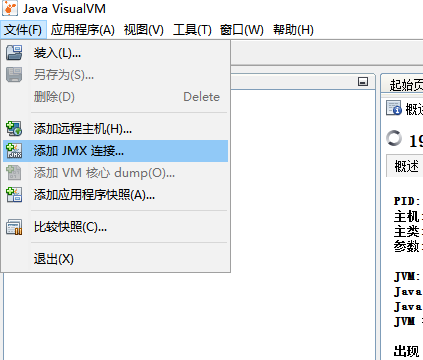 Java VisualVM
文件(F) 应用程序(A) 视图(V) 工具(T) 窗口(W) 帮助(H)
装入(L)...
另存为(S)...
删除(D) Delete
添加远程主机(H)...
添加 JMX 连接...
添加 VM 核心 dump(O)...
添加应用程序快照(A)...
比较快照(C)...
退出(X)
起始页
概述
PID:
主机:
主类:
参数:
JVM:
Java
Java
JVM
出现